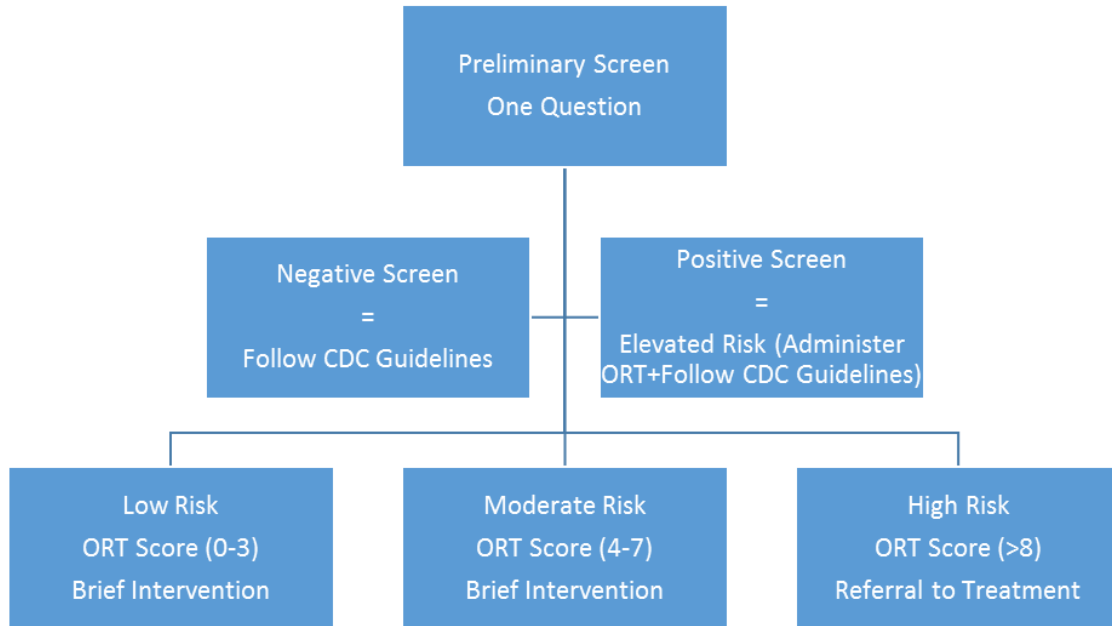 Preliminary Screen
One Question
Negative Screen
=
Follow CDC Guidelines
Positive Screen
=
Elevated Risk (Administer
ORT+Follow CDC Guidelines)
Low Risk
ORT Score (0-3)
Brief Intervention
Moderate Risk
ORT Score (4-7)
Brief Intervention
High Risk
ORT Score (>8)
Referral to Treatment